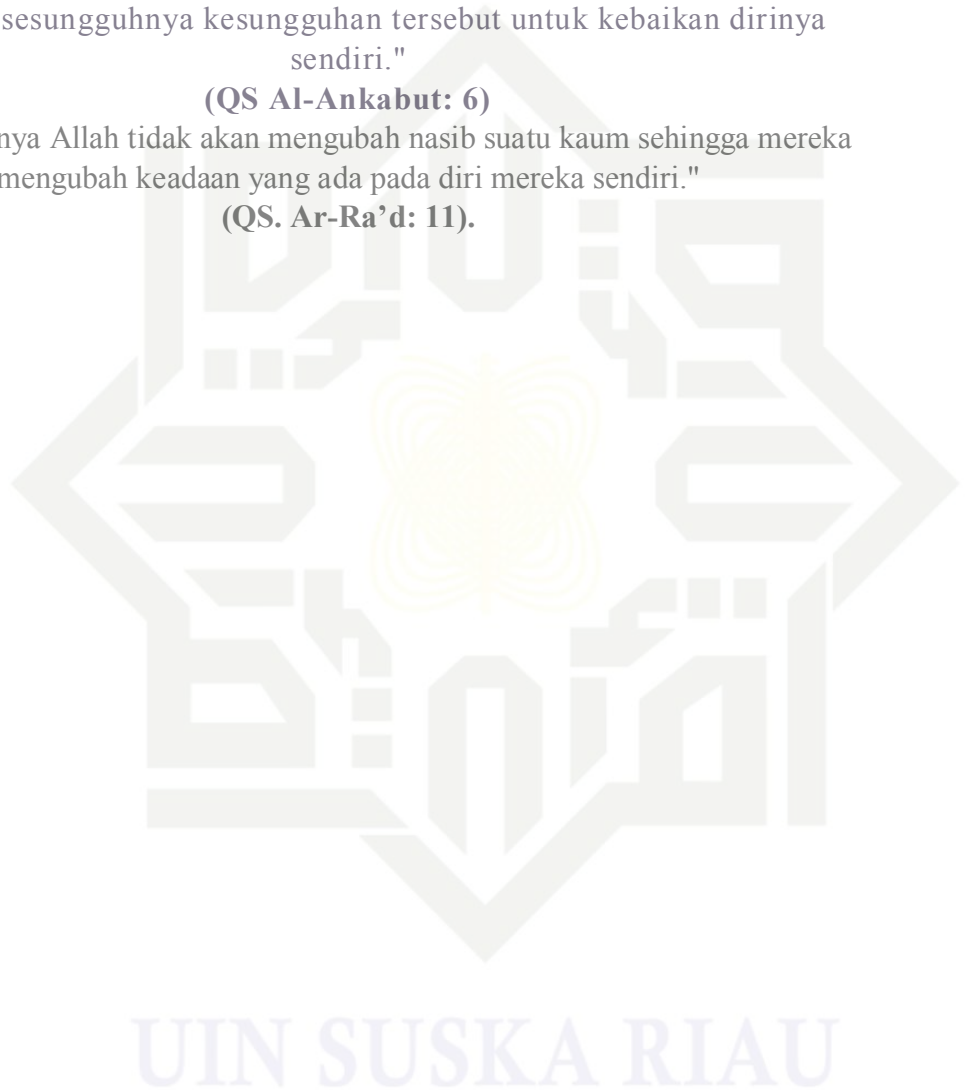 sesungguhnya kesungguhan tersebut untuk kebaikan dirinya
sendiri."
(QS Al-Ankabut: 6)
nya Allah tidak akan mengubah nasib suatu kaum sehingga mereka
mengubah keadaan yang ada pada diri mereka sendiri."
(QS. Ar-Ra’d: 11).
UIN SUSKA RIAU